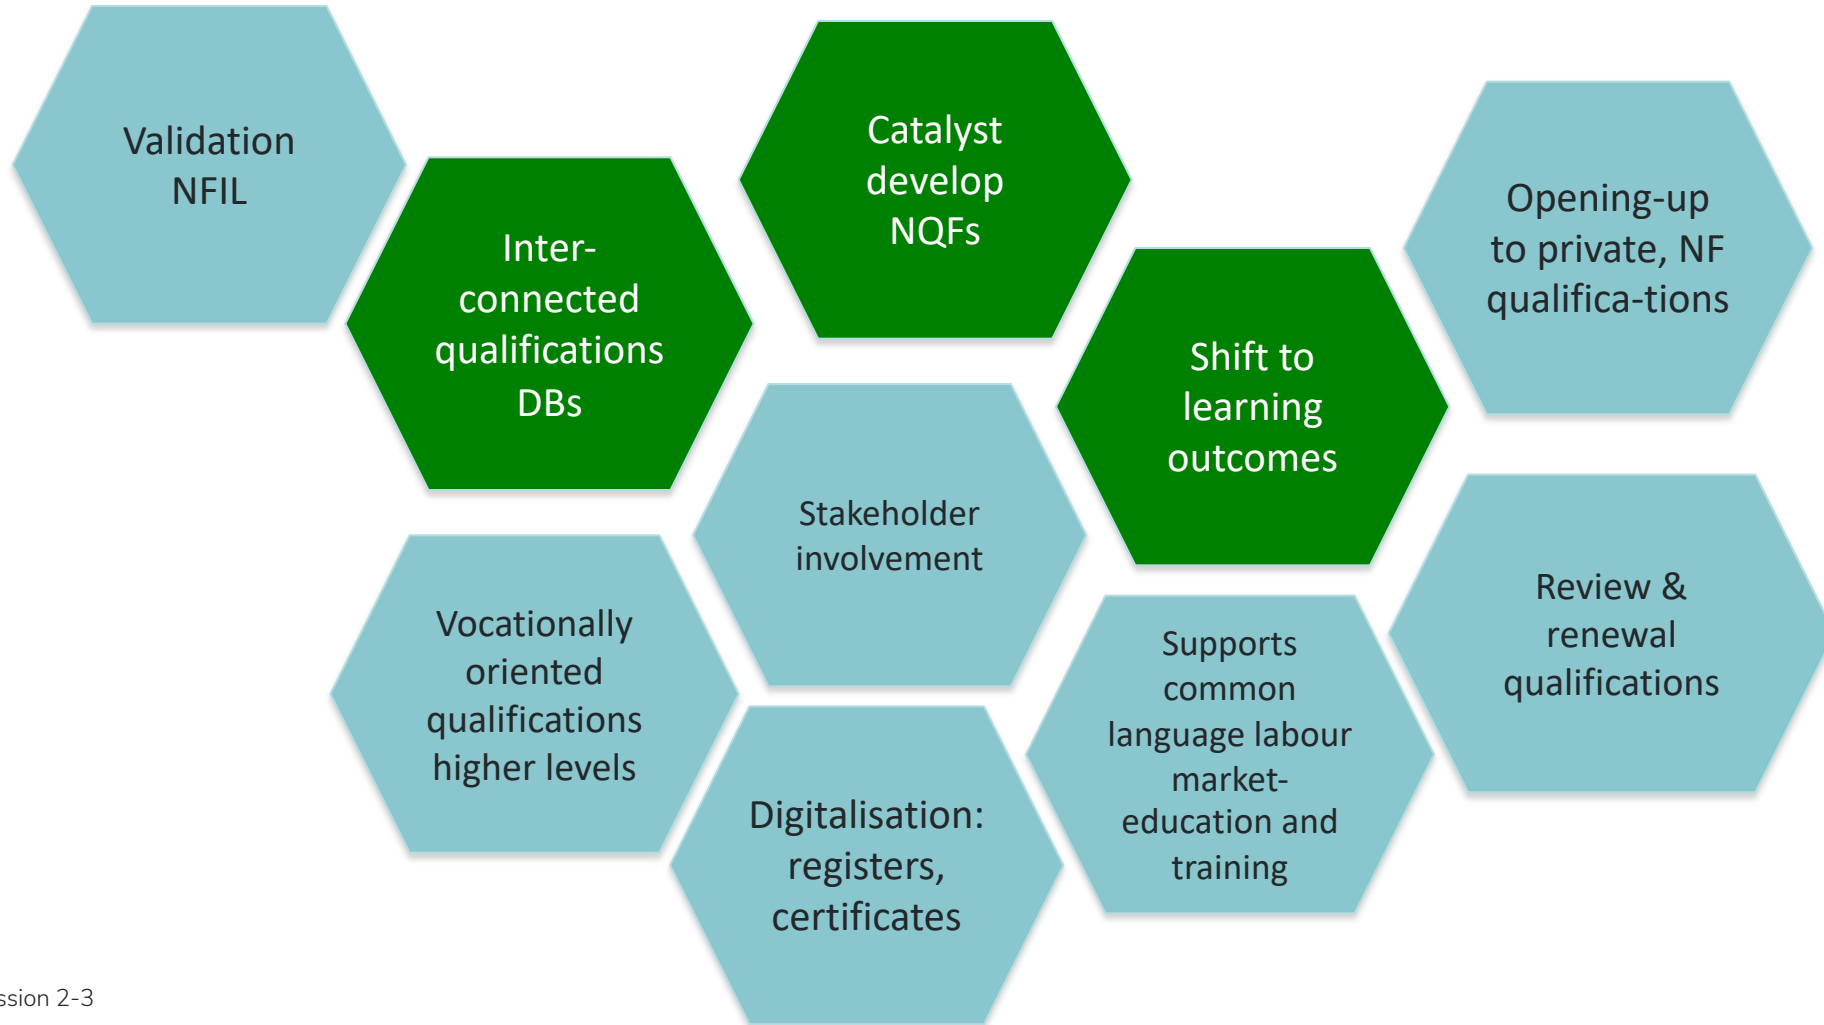 Validation
NFIL
Inter-
connected
qualifications
DBs
Catalyst
develop
NQFs
Shift to
learning
outcomes
Opening-up
to private, NF
qualifica-tions
Stakeholder
involvement
Vocationally
oriented
qualifications
higher levels
Digitalisation:
registers,
certificates
Supports
common
language labour
market-
education and
training
Review &
renewal
qualifications
ssion 2-3